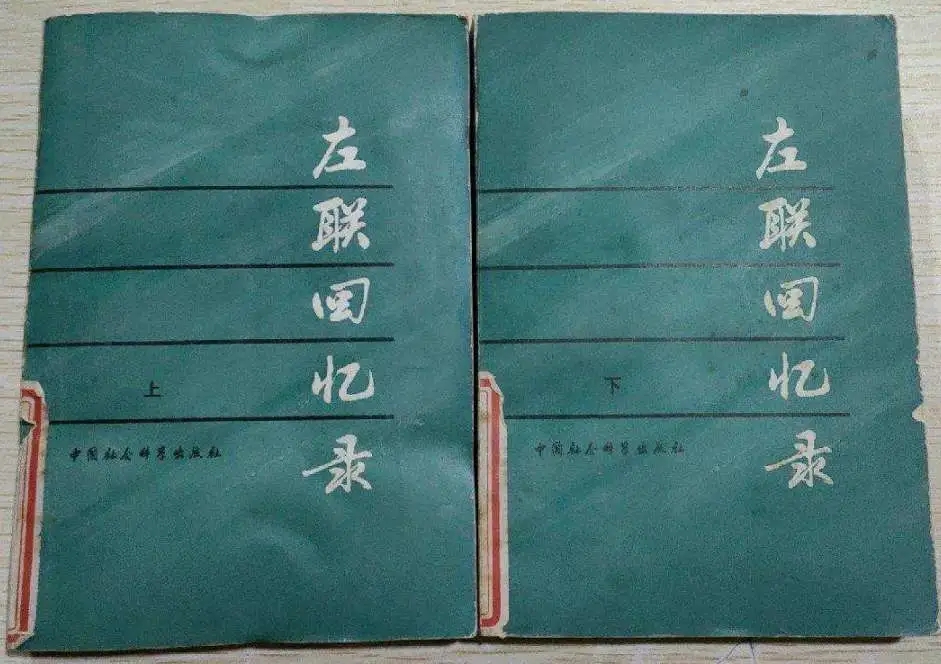 左联回忆录
上
中国社会科学出版社
左联回忆录
下
中国社会科学出版社